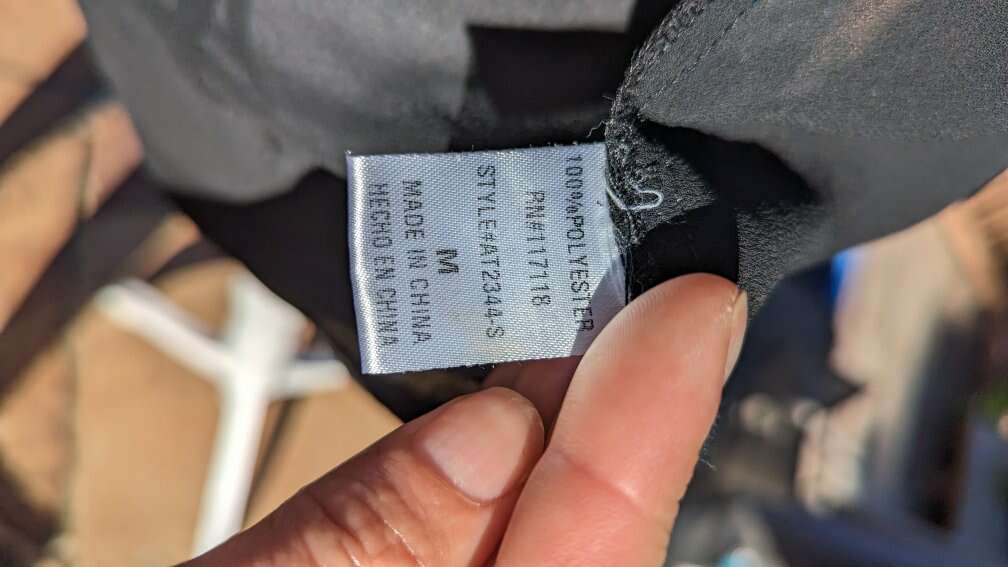 100%POLYESTER
RN#117118
STYLE#AT2344-S
M
MADE IN CHINA
HECHO EN CHINA